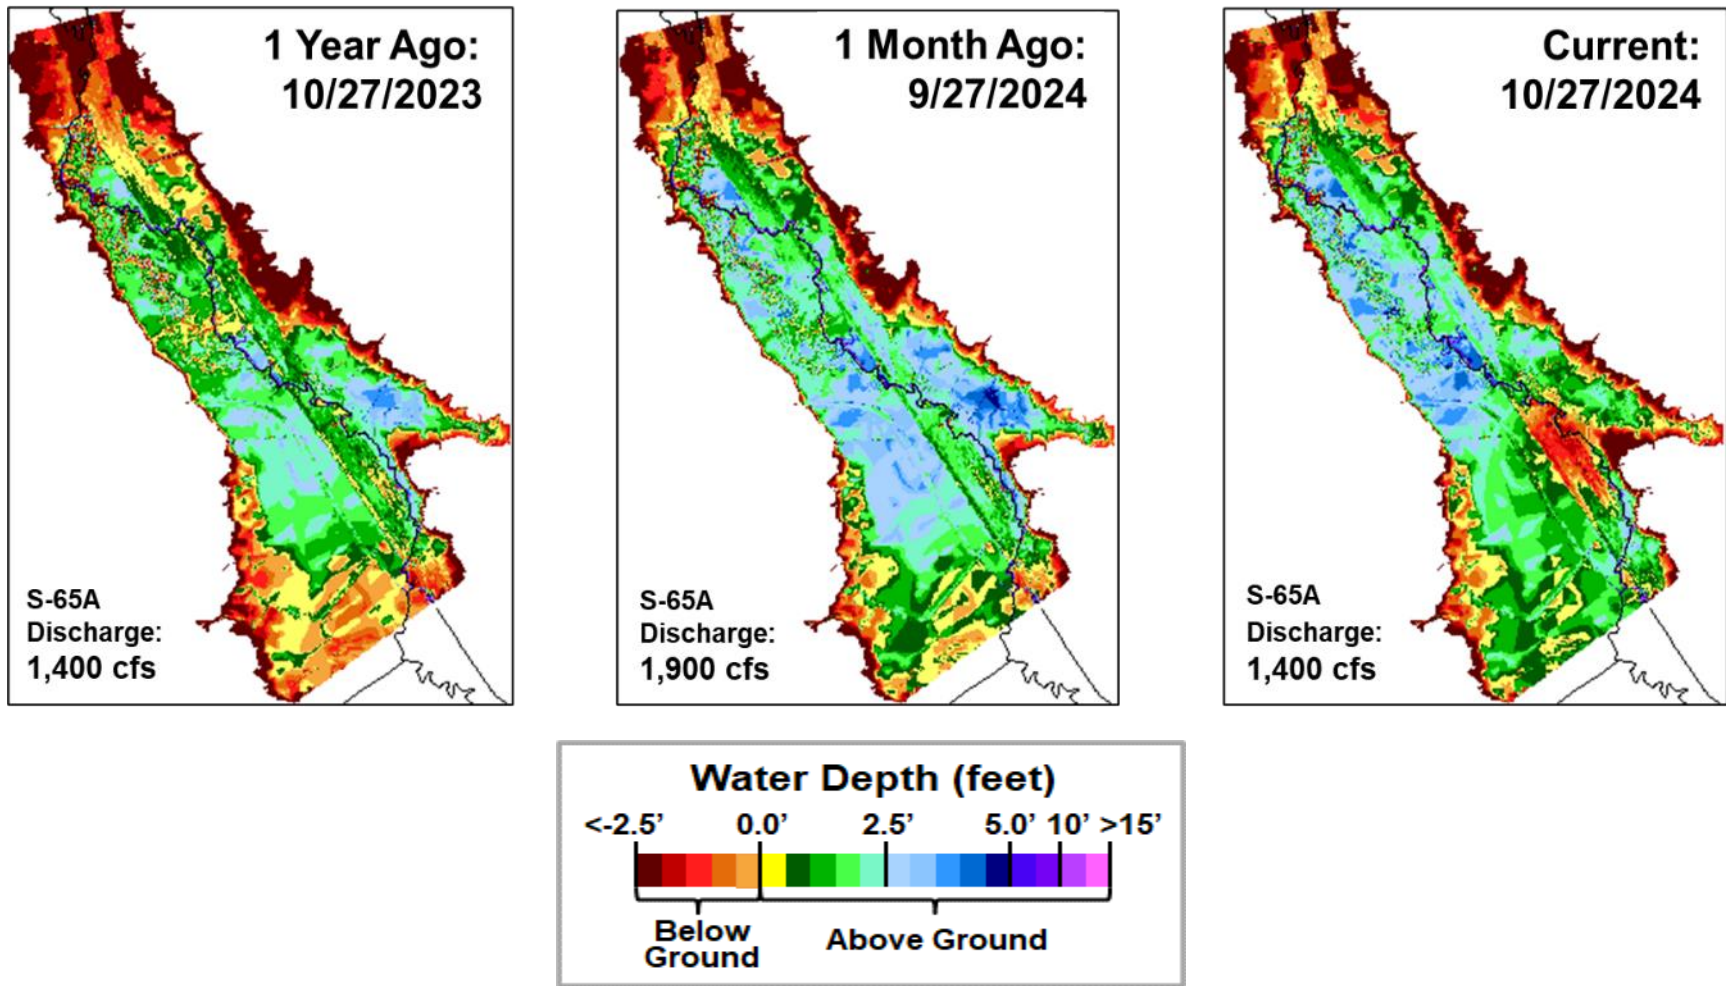 1 Year Ago:
10/27/2023
S-65A
Discharge:
1,400 cfs
1 Month Ago:
9/27/2024
S-65A
Discharge:
1,900 cfs
Current:
10/27/2024
S-65A
Discharge:
1,400 cfs
Water Depth (feet)
<-2.5’ 0.0’ 2.5’ 5.0’ 10’ >15’
Below
Ground
Above Ground